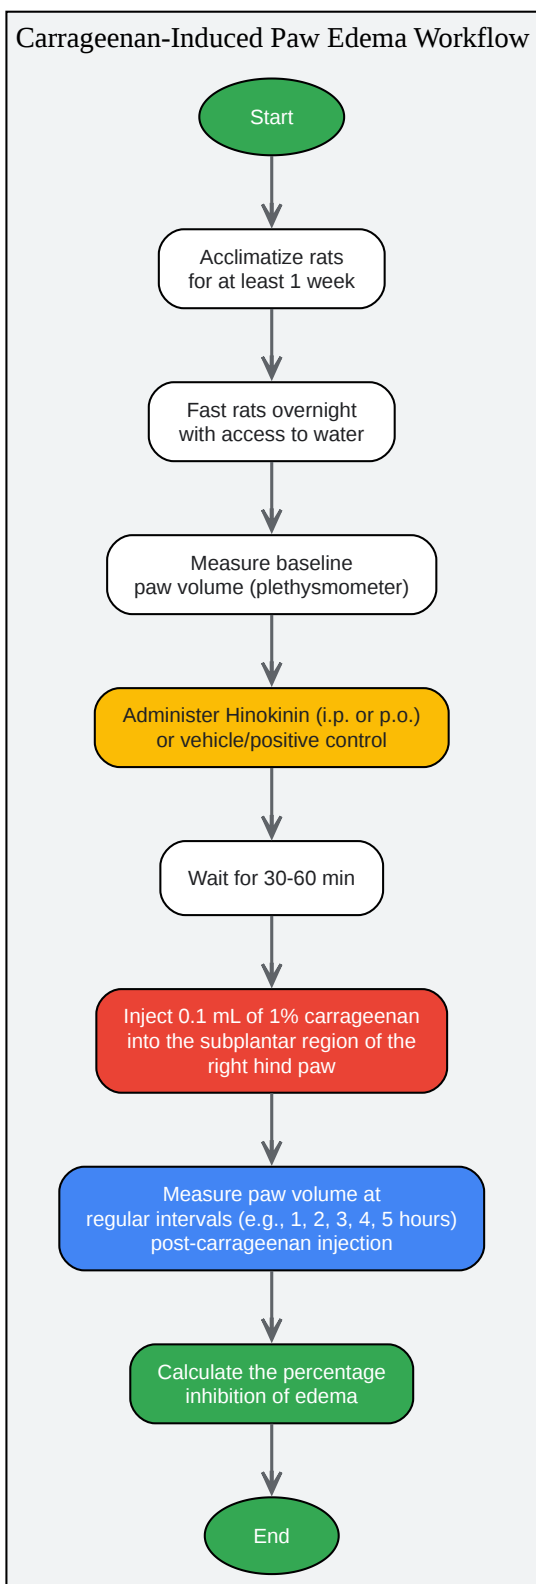 Carrageenan-Induced Paw Edema Workflow
Start
Acclimatize rats
for at least 1 week
Fast rats overnight
with access to water
Measure baseline
paw volume (plethysmometer)
Administer Hinokinin (i.p. or p.o.)
or vehicle/positive control
Wait for 30-60 min
Inject 0.1 mL of 1% carrageenan
into the subplantar region of the
right hind paw
Measure paw volume at
regular intervals (e.g., 1, 2, 3, 4, 5 hours)
post-carrageenan injection
Calculate the percentage
inhibition of edema
End